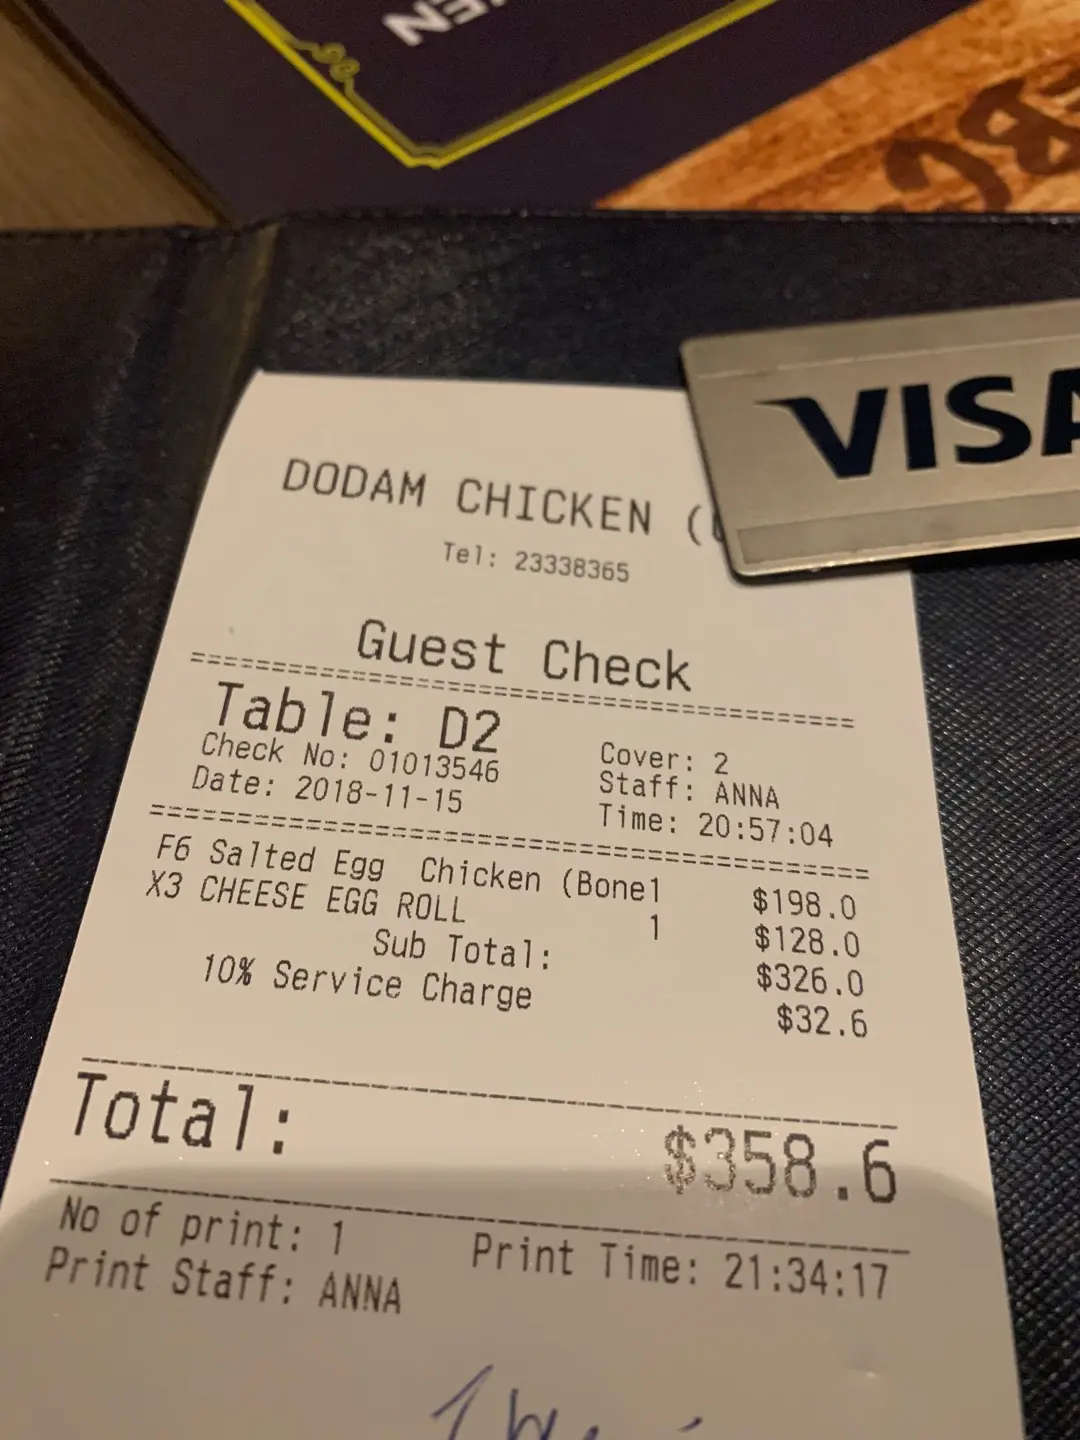 VISA
DODAM CHICKEN (
Tel: 23338365
Guest Check
Table: D2
Check No: 01013546
Date: 2018-11-15
Cover: 2
Staff: ANNA
Time: 20:57:04
F6 Salted Egg Chicken (Bone1 $198.0
X3 CHEESE EGG ROLL 1 $128.0
Sub Total: $326.0
10% Service Charge $32.6
Total: $358.6
No of print: 1 Print Time: 21:34:17
Print Staff: ANNA